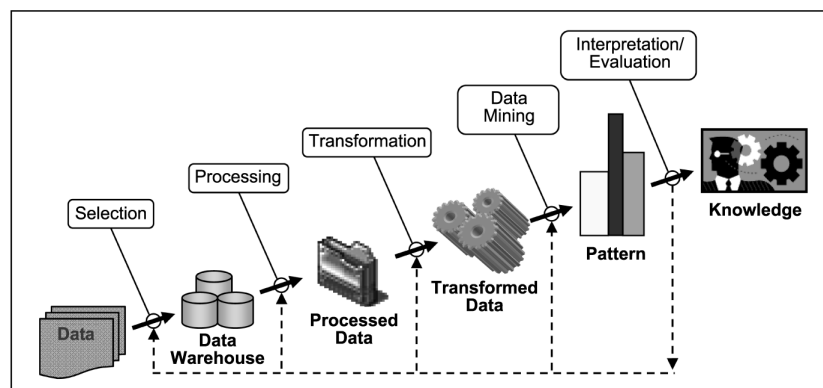 Interpretation/
Evaluation
Data
Mining
Transformation
Processing
Selection
Knowledge
Pattern
Transformed
Data
Processed
Data
Data
Warehouse
Data